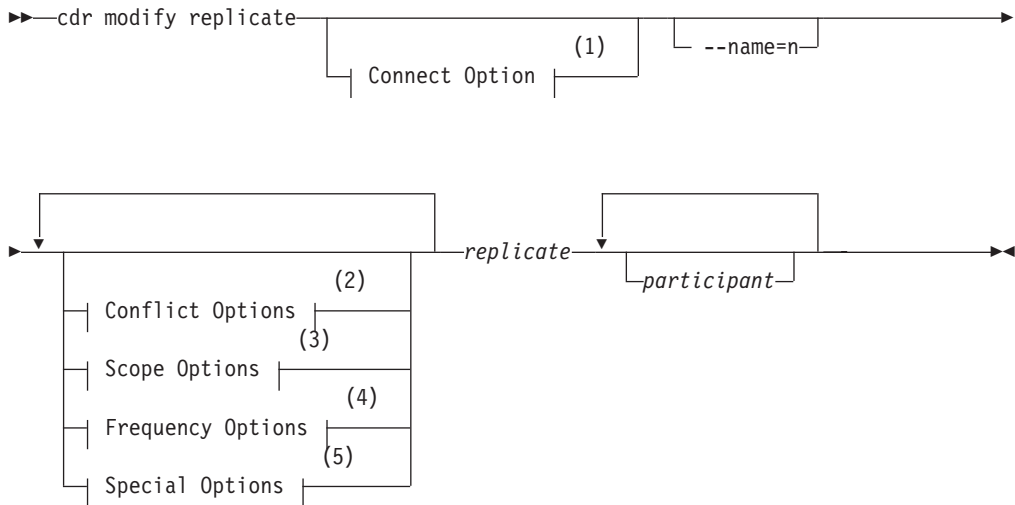 cdr modify replicate
(1)
--name=n
Connect Option
replicate
participant
(2)
Conflict Options
(3)
Scope Options
(4)
Frequency Options
(5)
Special Options